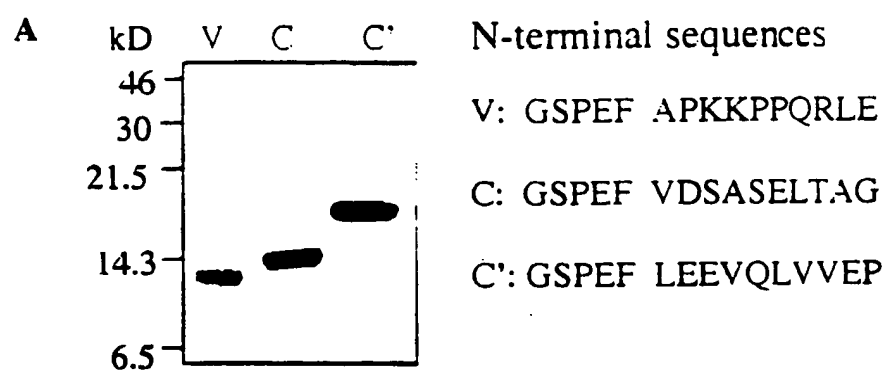 A kD V C C' N-terminal sequences
46
30
V: GSPEF APKKPPQRLE
21.5
C: GSPEF VDSASELTAG
14.3
C': GSPEF LEEVQLVVEP
6.5